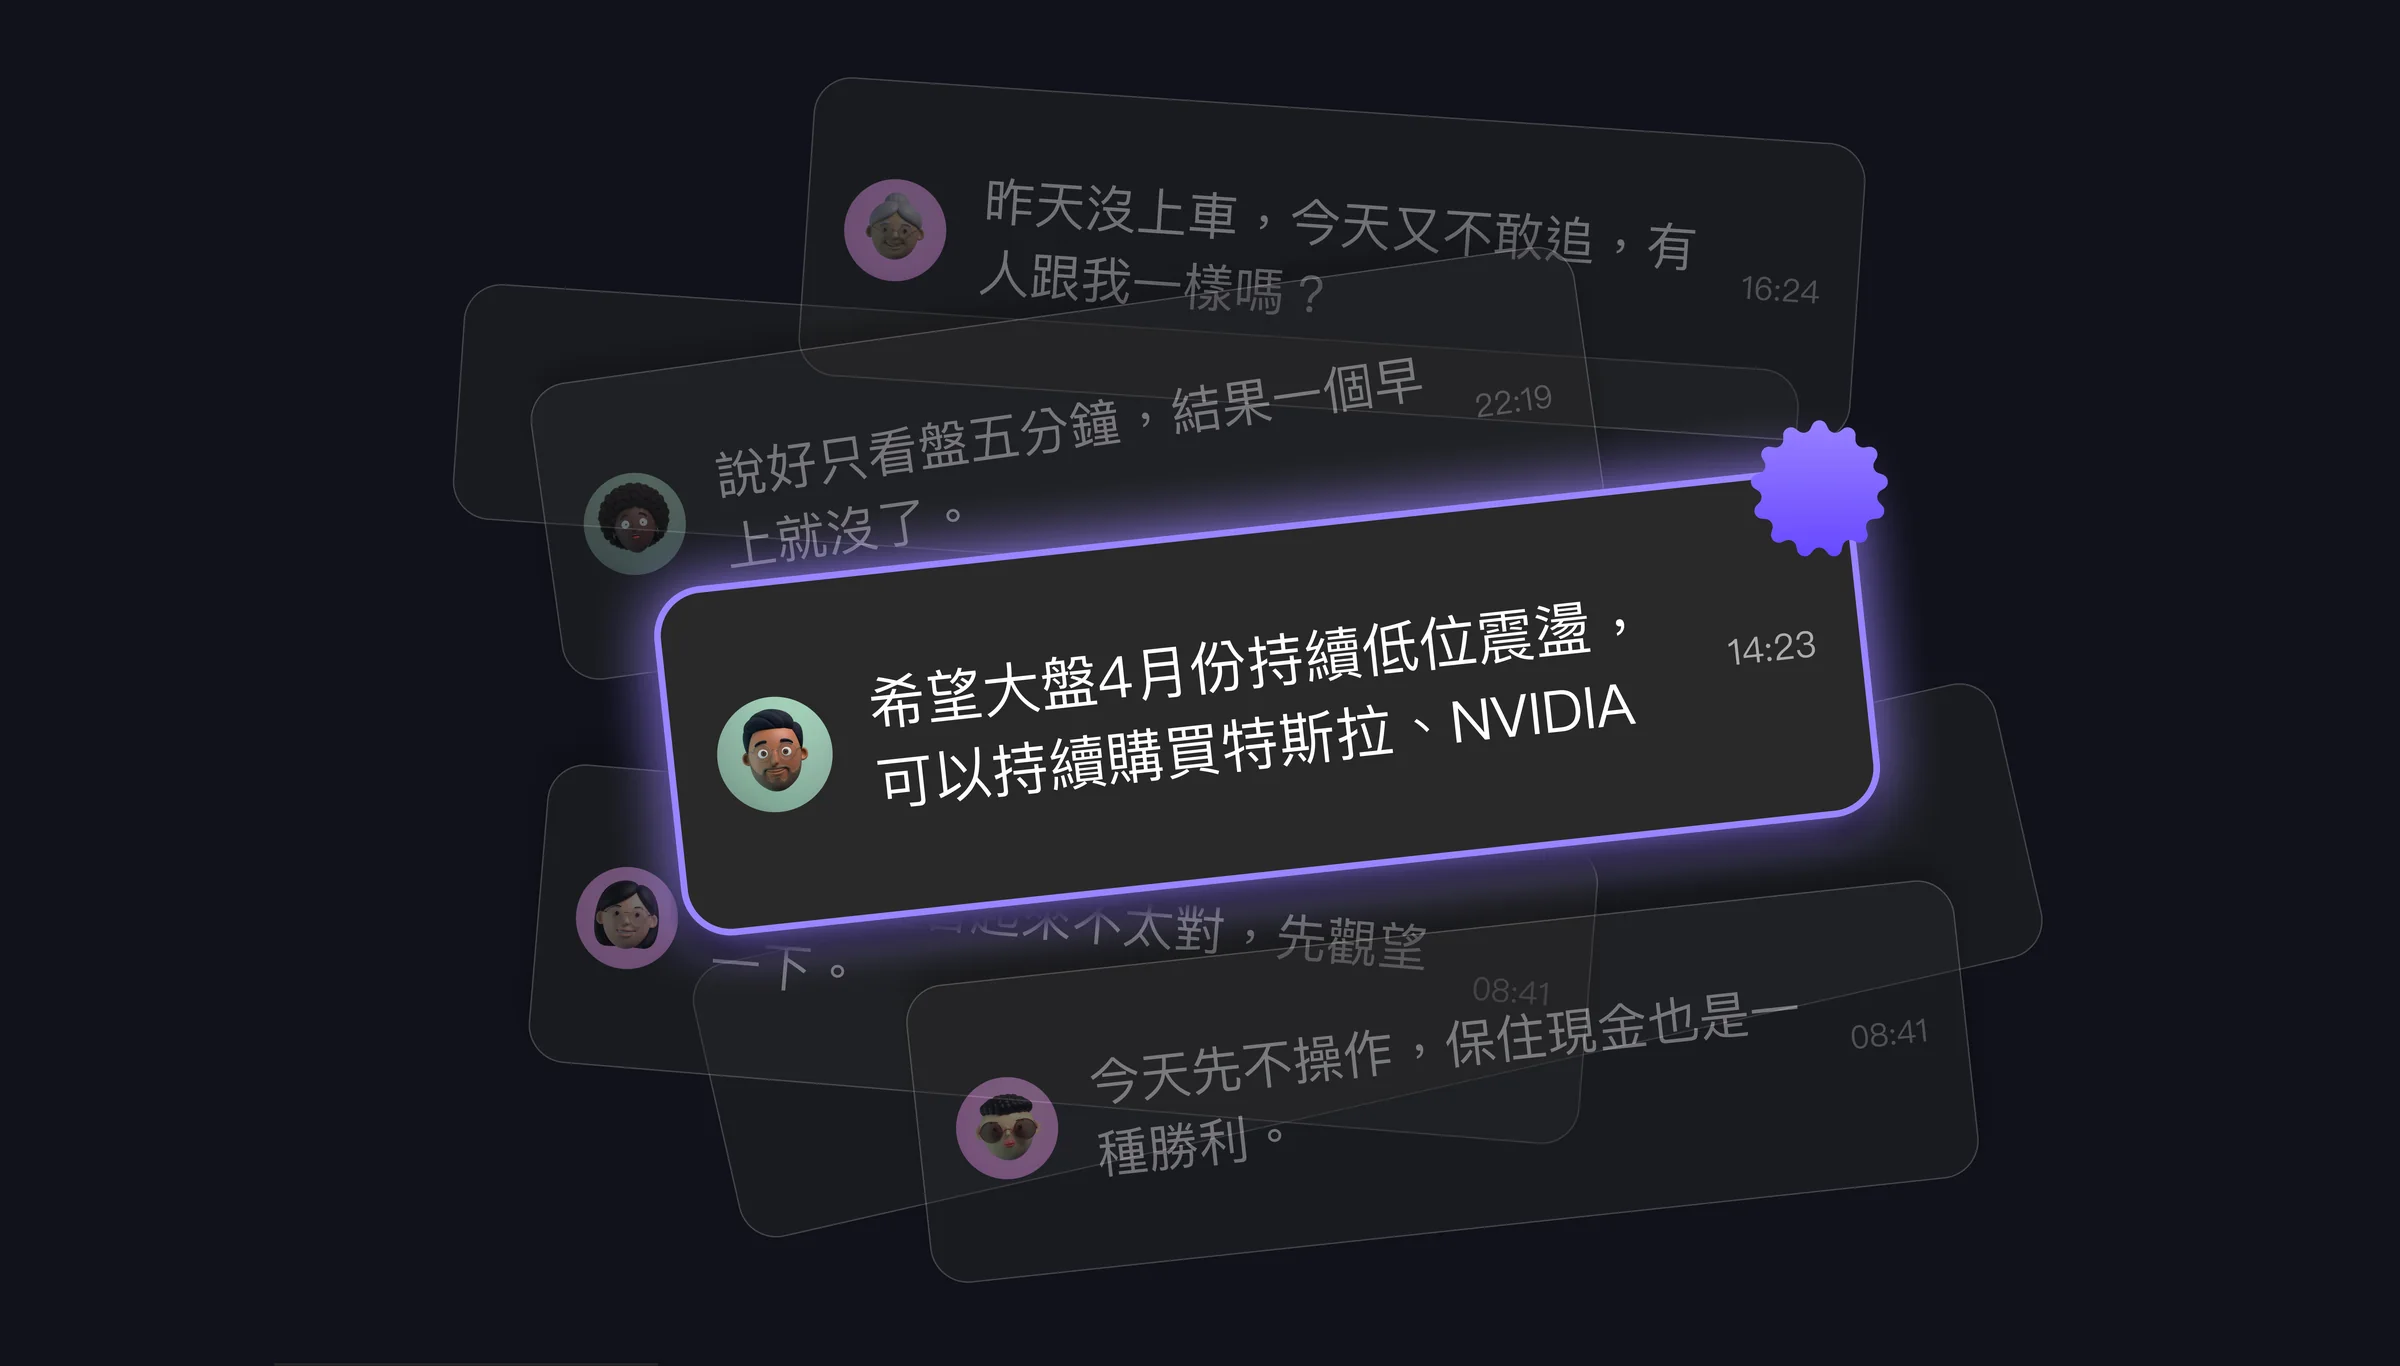 昨天沒上車，今天又不敢追，有
人跟我一樣嗎？
16:24
說好只看盤五分鐘，結果一個早
上就沒了。
22:19
希望大盤4月份持續低位震盪，
可以持續購買特斯拉、NVIDIA
14:23
起來不太對，先觀望
一下。
08:41
今天先不操作，保住現金也是一
種勝利。
08:41